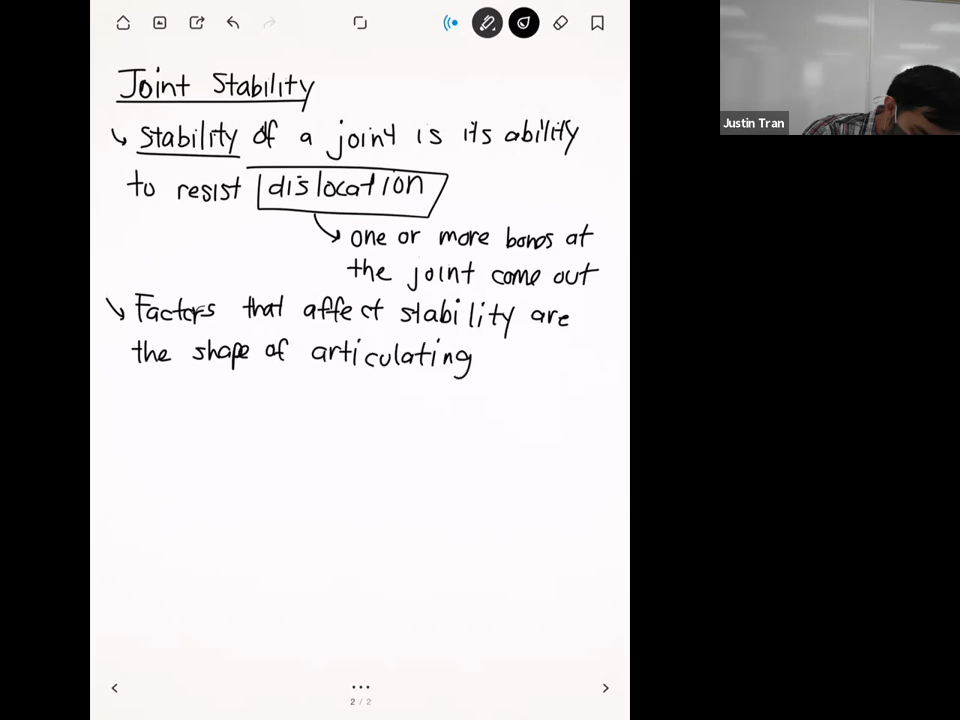 Joint Stability
Stability of a joint is its ability
to resist dislocation
one or more bones at
the joint come out
Factors that affect stability are
the shape of articulating
2 / 2
Justin Tran